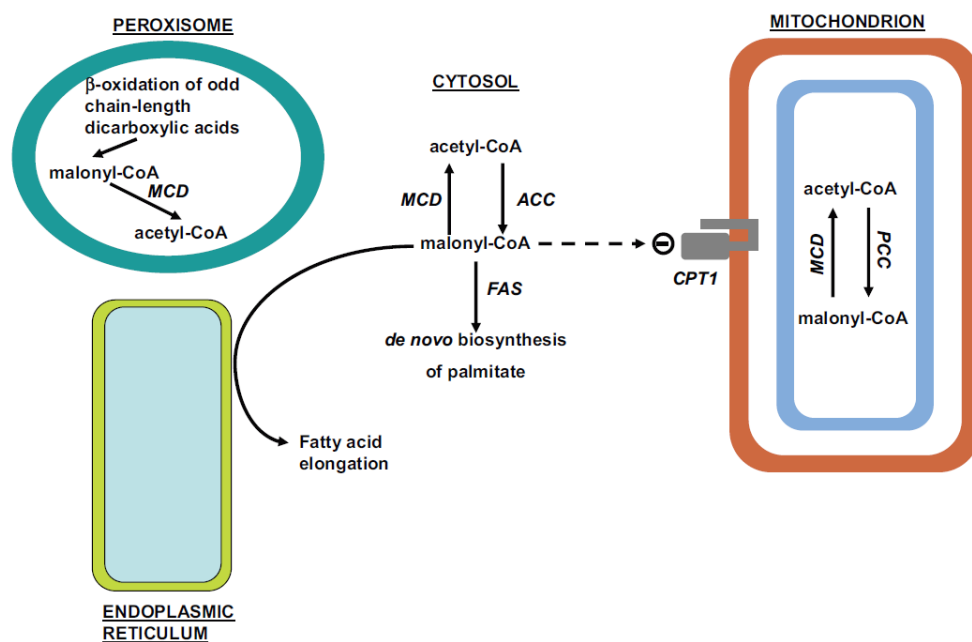 PEROXISOME
β-oxidation of odd
chain-length
dicarboxylic acids
malonyl-CoA
MCD
acetyl-CoA
CYTOSOL
acetyl-CoA
MCD
ACC
malonyl-CoA
FAS
de novo biosynthesis
of palmitate
Fatty acid
elongation
ENDOPLASMIC
RETICULUM
CPT1
MITOCHONDRION
acetyl-CoA
MCD
PCC
malonyl-CoA